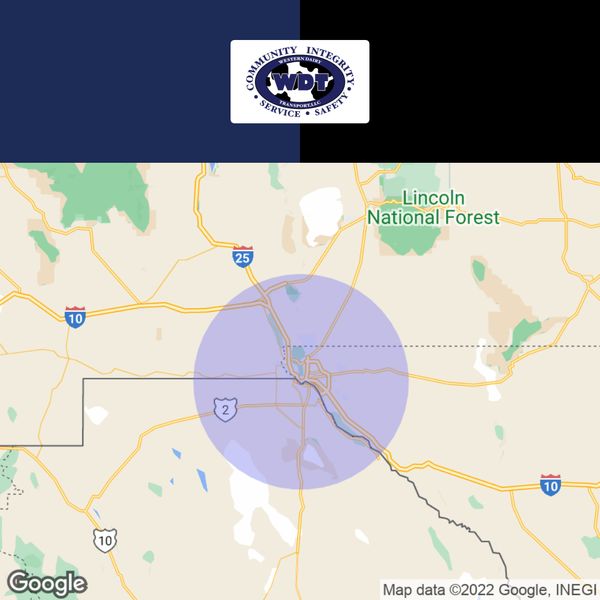 COMMUNITY INTEGRITY
WESTERN DAIRY
WDT
TRANSPORT, LLC
• SERVICE • SAFETY •
Lincoln
National Forest
25
10
10
2
10
10
Google
Map data ©2022 Google, INEGI